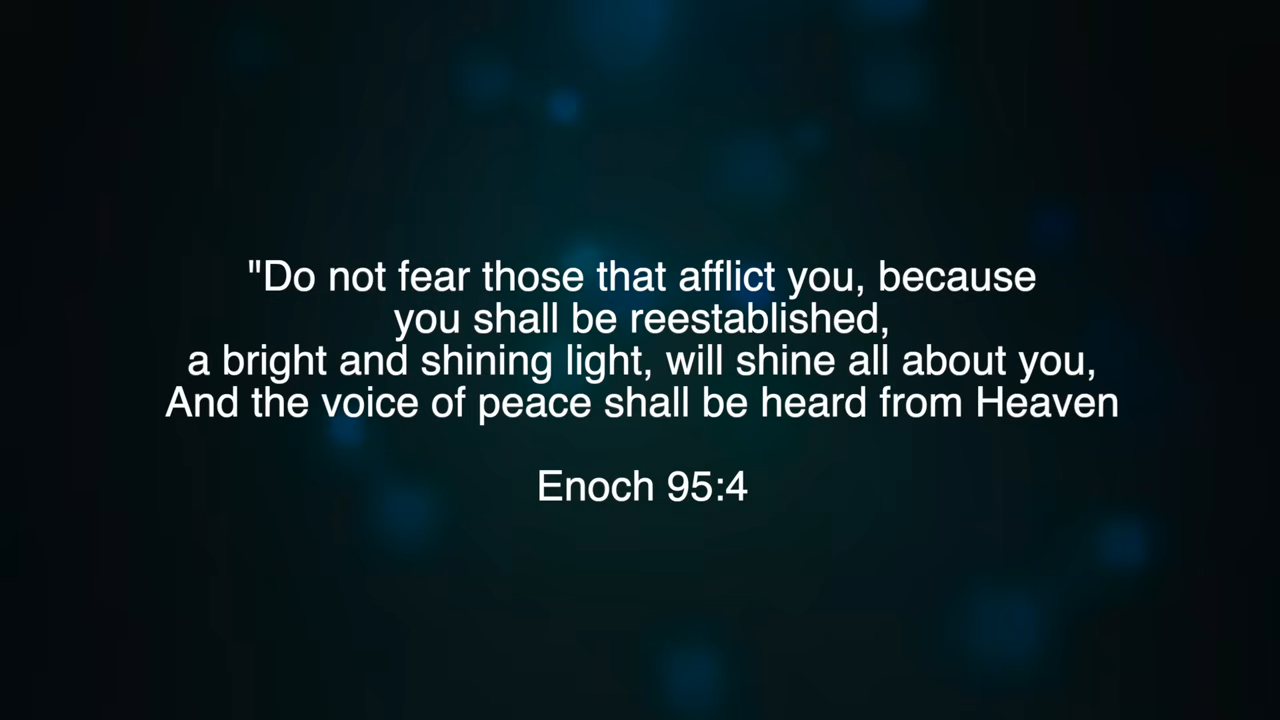 "Do not fear those that afflict you, because
you shall be reestablished,
a bright and shining light, will shine all about you,
And the voice of peace shall be heard from Heaven
Enoch 95:4